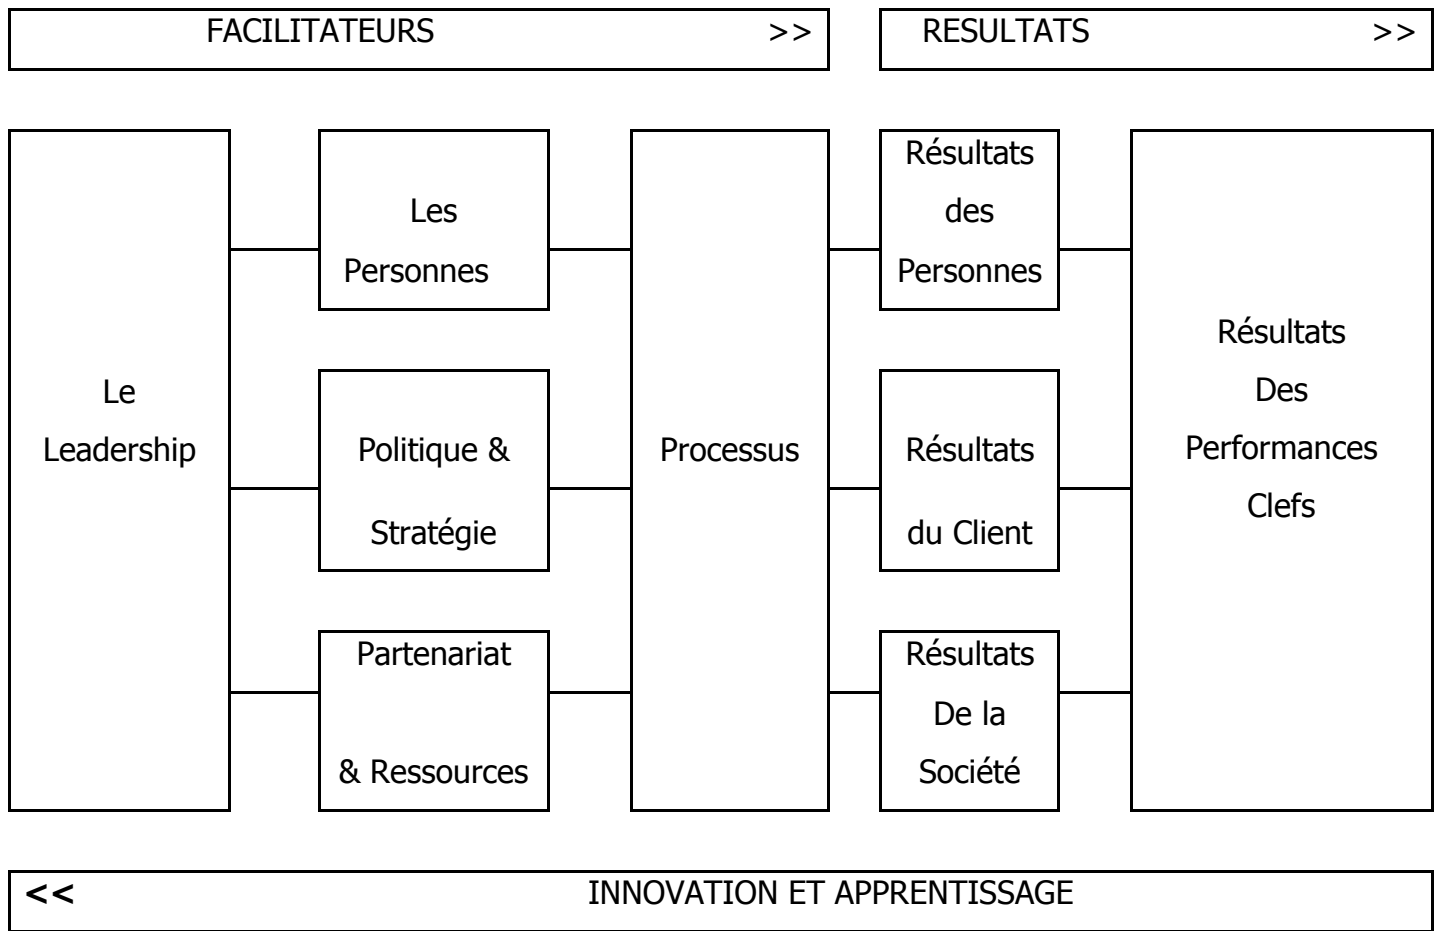 FACILITATEURS >>
RESULTATS >>
Le
Leadership
Les
Personnes
Politique &
Stratégie
Partenariat
& Ressources
Processus
Résultats
des
Personnes
Résultats
du Client
Résultats
De la
Société
Résultats
Des
Performances
Clefs
<< INNOVATION ET APPRENTISSAGE